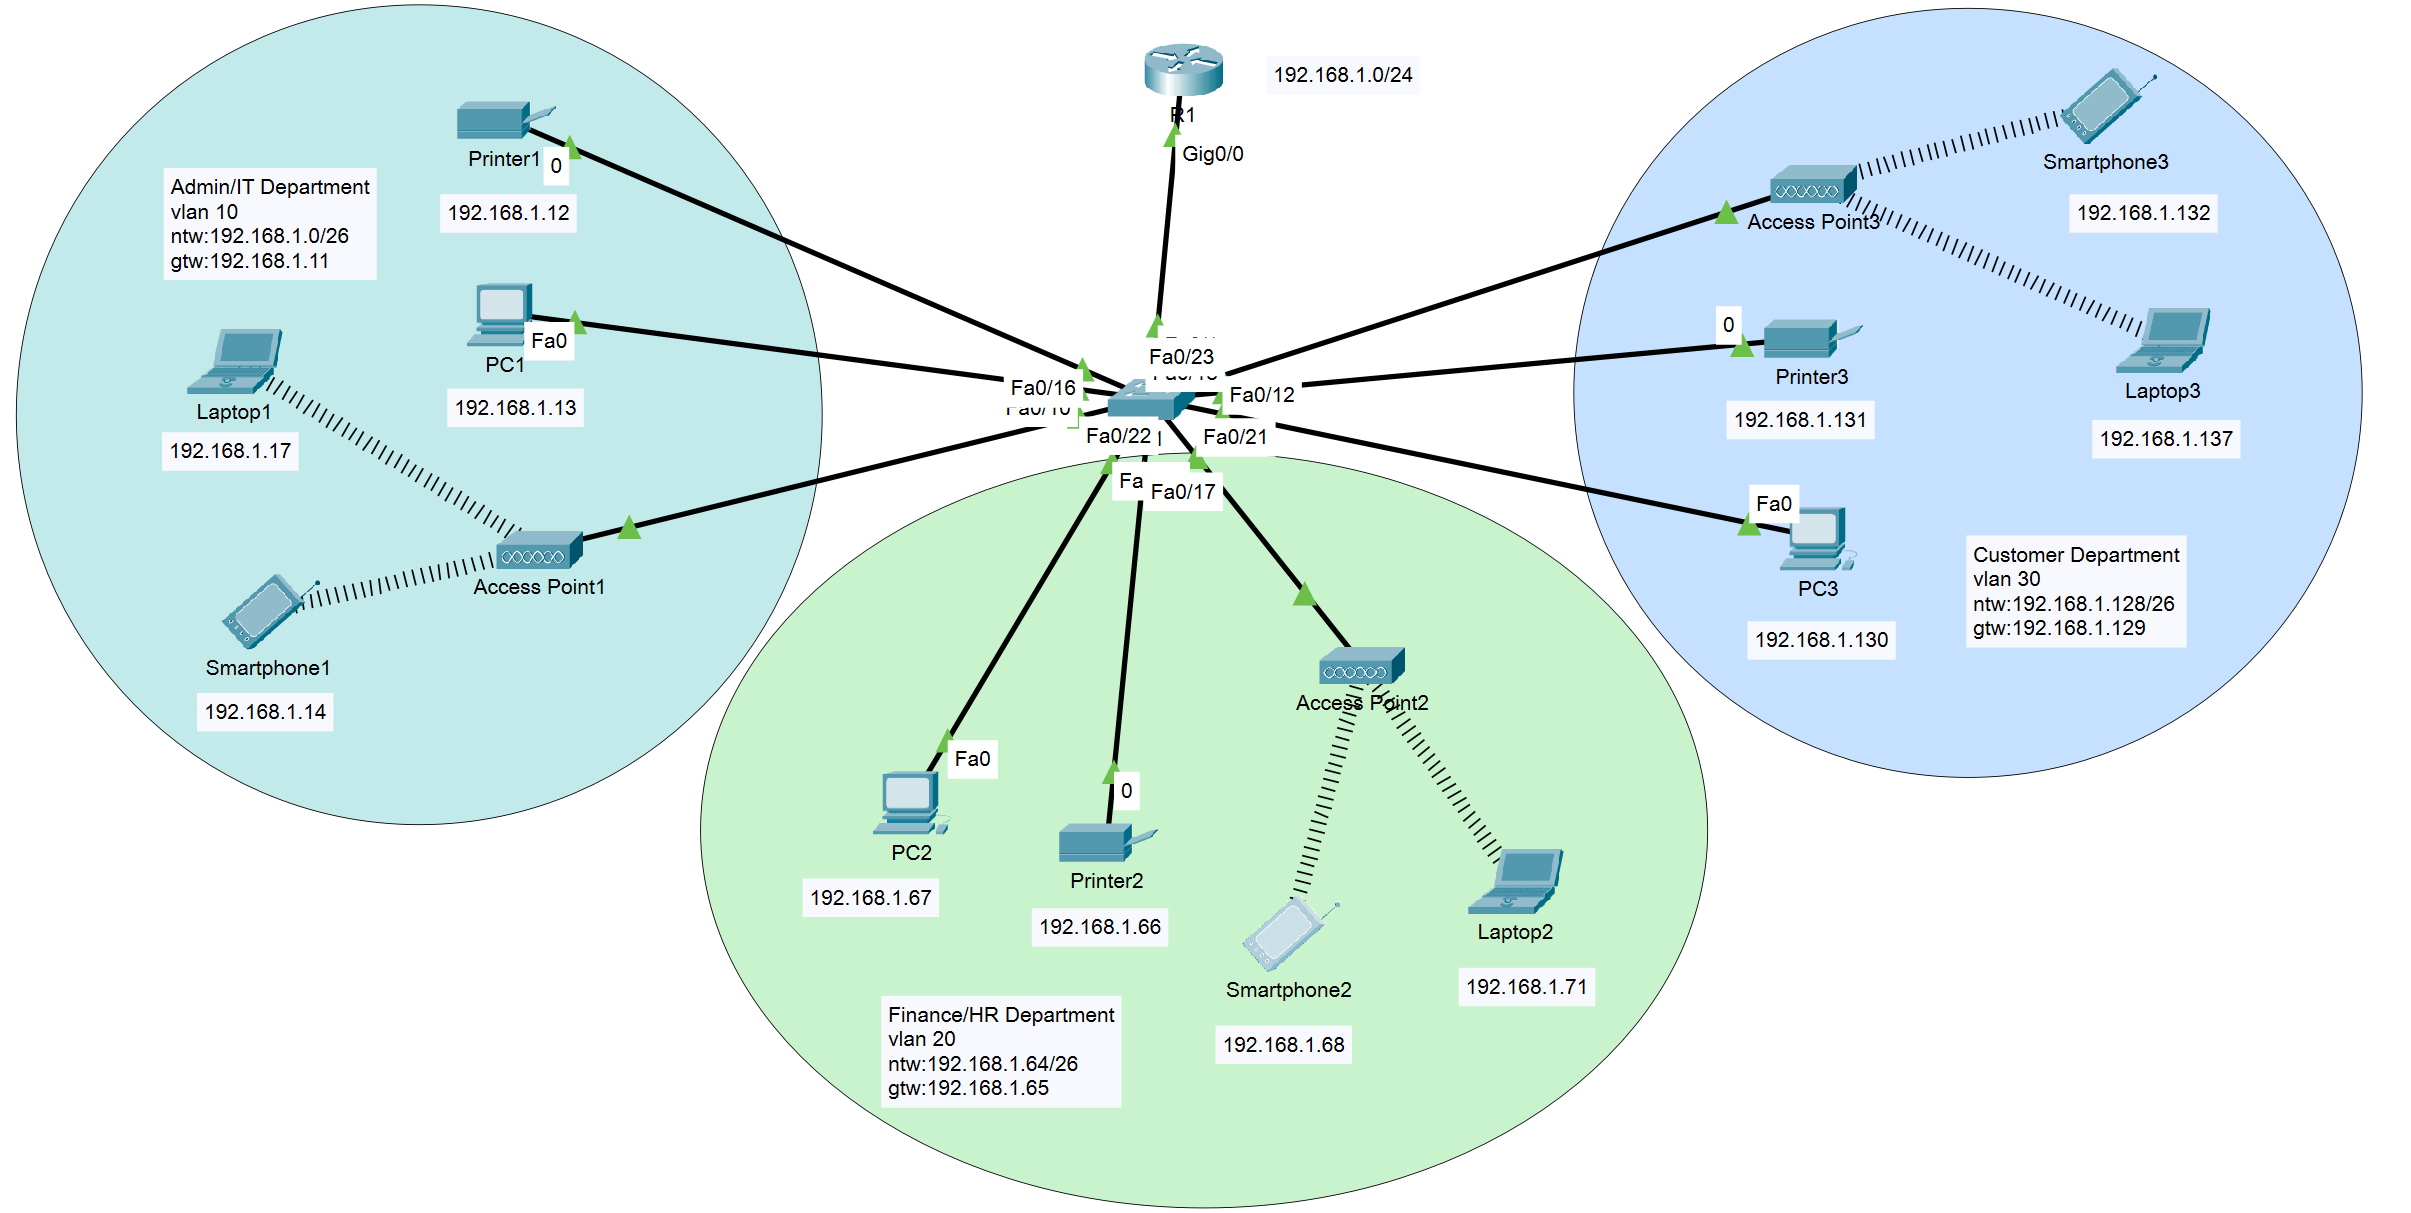 R1
192.168.1.0/24
Gig0/0
Printer1
0
192.168.1.12
Admin/IT Department
vlan 10
ntw:192.168.1.0/26
gtw:192.168.1.11
PC1
Fa0
192.168.1.13
Laptop1
192.168.1.17
Access Point1
Smartphone1
192.168.1.14
Fa0/23
Fa0/16
Fa0/12
Fa0/22
Fa0/21
Fa0/17
Smartphone3
192.168.1.132
Access Point3
0
Printer3
192.168.1.131
Laptop3
192.168.1.137
Fa0
PC3
192.168.1.130
Customer Department
vlan 30
ntw:192.168.1.128/26
gtw:192.168.1.129
Access Point2
Fa0
PC2
192.168.1.67
0
Printer2
192.168.1.66
Smartphone2
192.168.1.68
Laptop2
192.168.1.71
Finance/HR Department
vlan 20
ntw:192.168.1.64/26
gtw:192.168.1.65